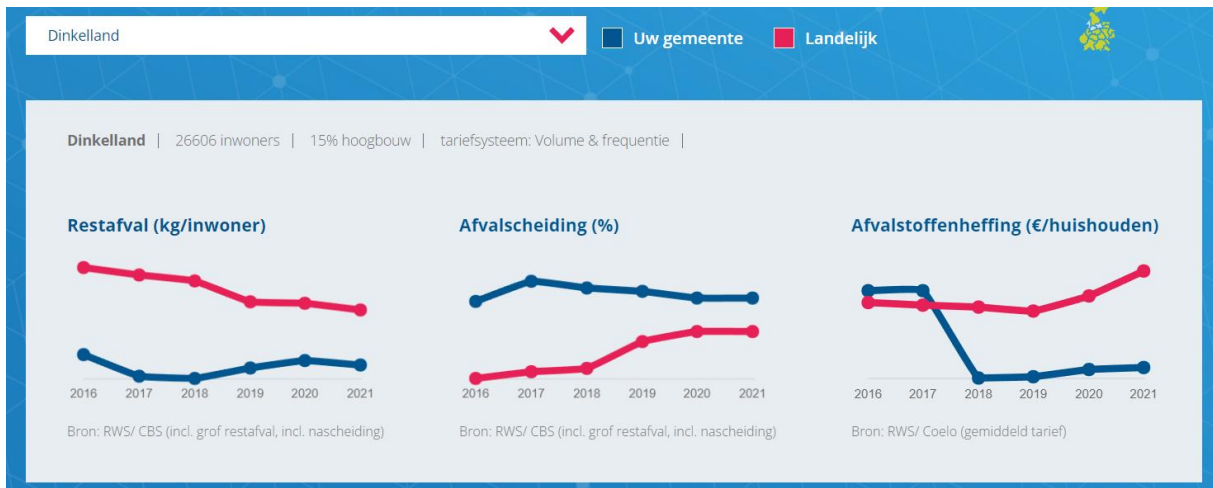 Dinkelland
Uw gemeente
Landelijk
Dinkelland | 26606 inwoners | 15% hoogbouw | tariefsysteem: Volume & frequentie |
Restafval (kg/inwoner)
2016 2017 2018 2019 2020 2021
Bron: RWS/ CBS (incl. grof restafval, incl. nascheiding)
Afvalscheiding (%)
2016 2017 2018 2019 2020 2021
Bron: RWS/ CBS (incl. grof restafval, incl. nascheiding)
Afvalstoffenheffing (€/huishouden)
2016 2017 2018 2019 2020 2021
Bron: RWS/ Coelo (gemiddeld tarief)